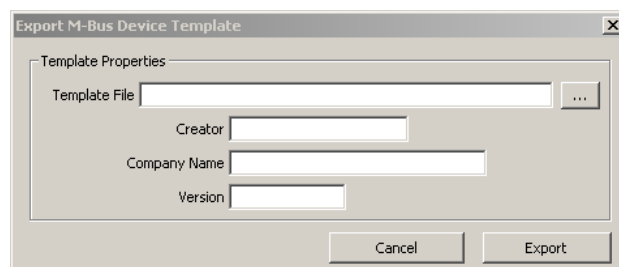 Export M-Bus Device Template
Template Properties
Template File
...
Creator
Company Name
Version
Cancel Export